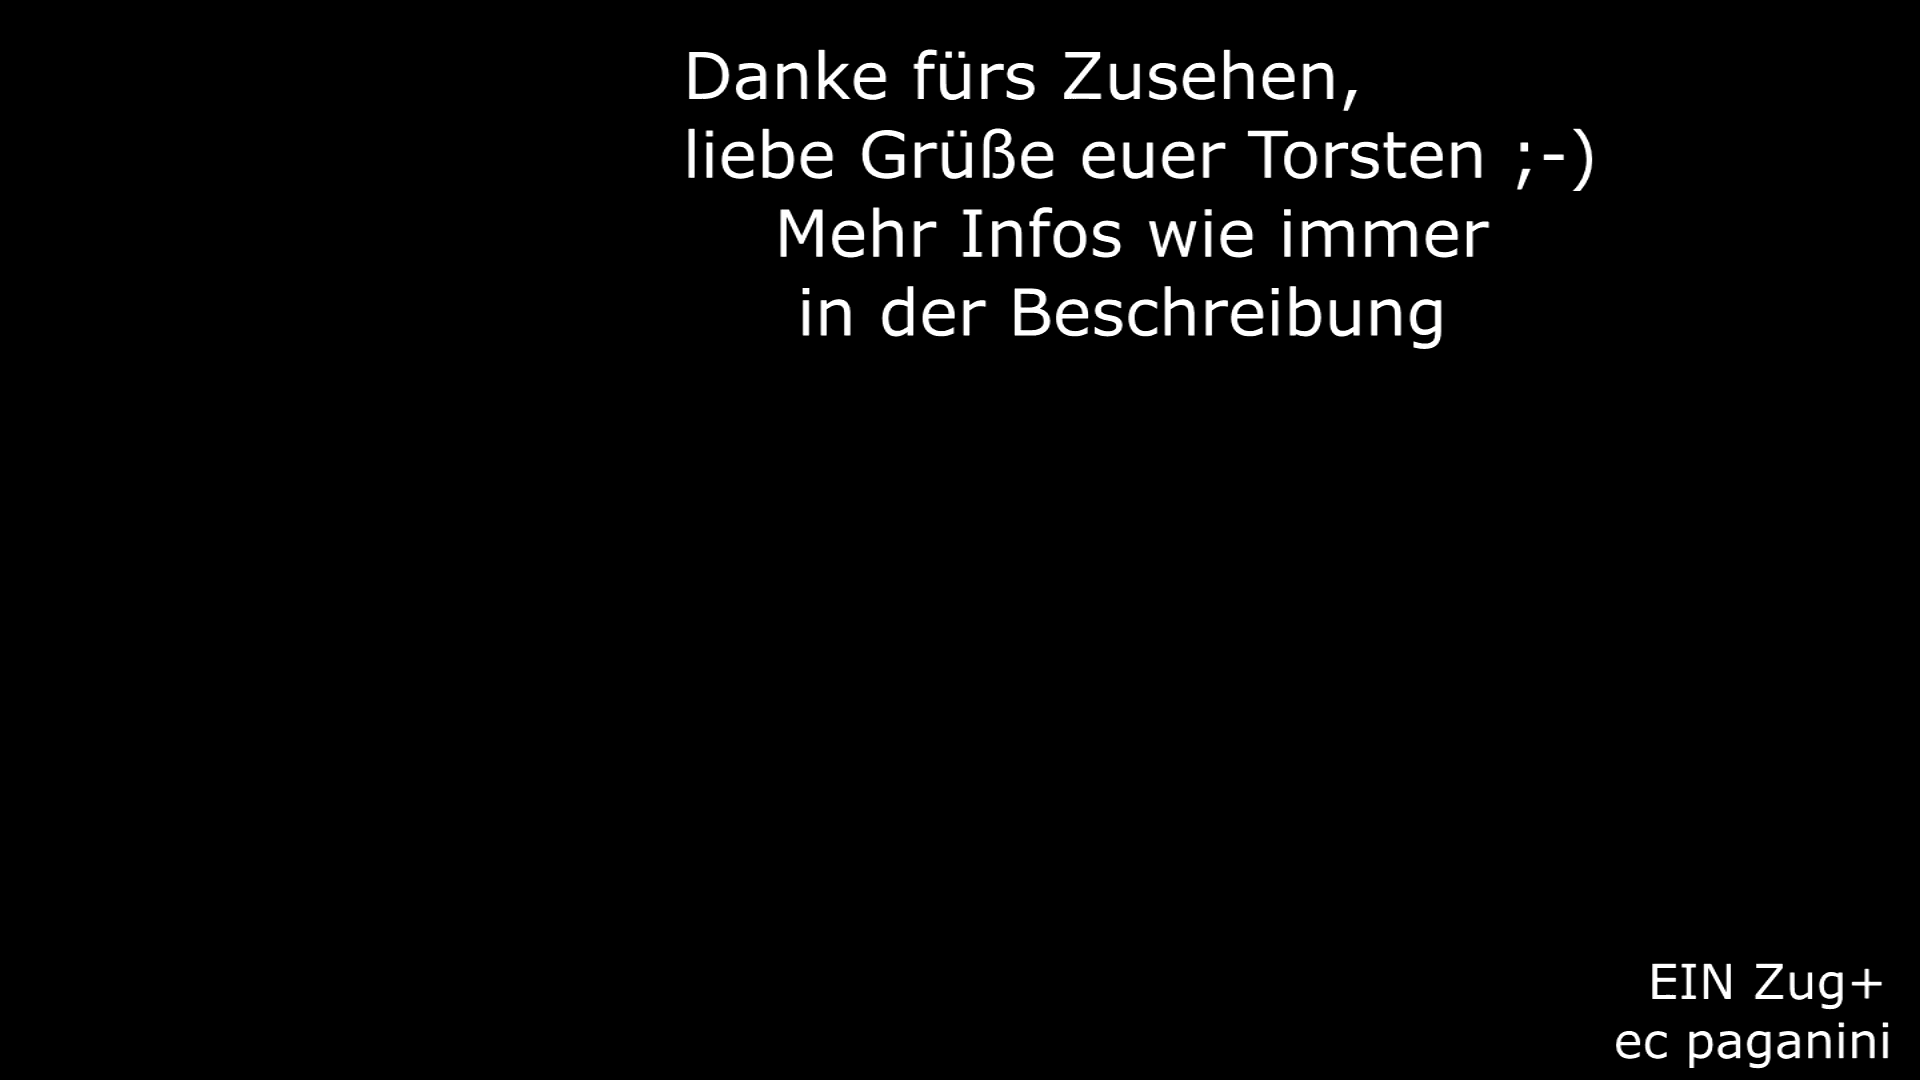 Danke fürs Zusehen,
liebe Grüße euer Torsten ;-)
Mehr Infos wie immer
in der Beschreibung
EIN Zug+
ec paganini